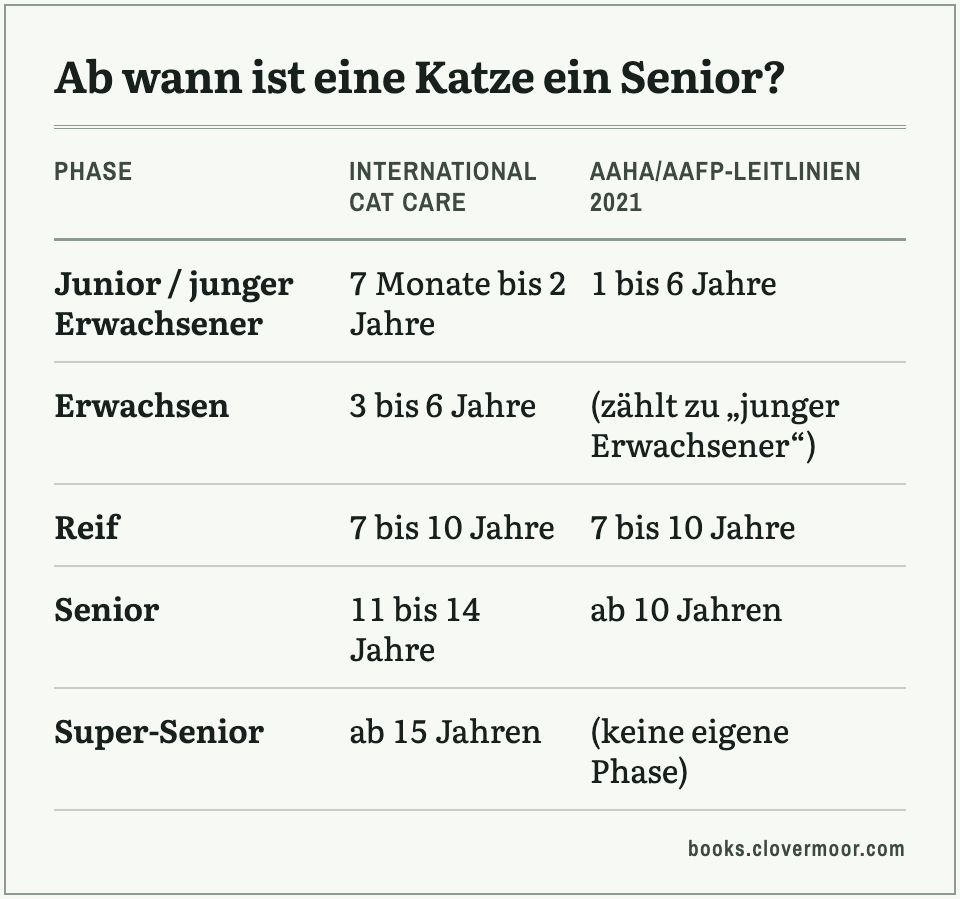 Ab wann ist eine Katze ein Senior?
PHASE
INTERNATIONAL
CAT CARE
AAHA/AAFP-LEITLINIEN
2021
Junior / junger
Erwachsener
7 Monate bis 2
Jahre
1 bis 6 Jahre
Erwachsen
3 bis 6 Jahre
(zählt zu „junger
Erwachsener“)
Reif
7 bis 10 Jahre
7 bis 10 Jahre
Senior
11 bis 14
Jahre
ab 10 Jahren
Super-Senior
ab 15 Jahren
(keine eigene
Phase)
books.clovermoor.com